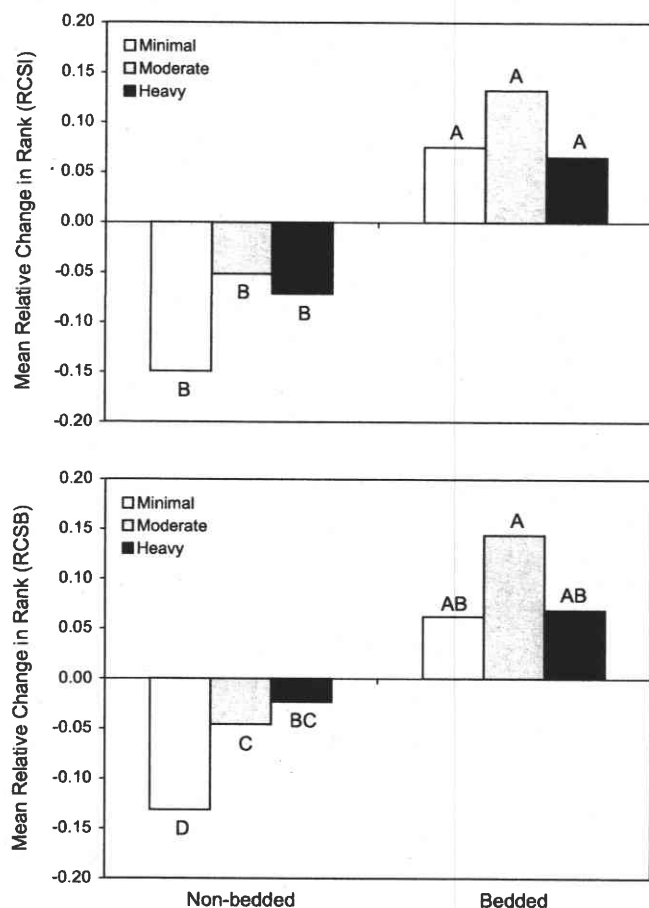 Mean Relative Change in Rank (RCSI)
0.20
0.15
0.10
0.05
0.00
-0.05
-0.10
-0.15
-0.20
Minimal
Moderate
Heavy
B
B
B
A
A
A
Mean Relative Change in Rank (RCSB)
0.20
0.15
0.10
0.05
0.00
-0.05
-0.10
-0.15
-0.20
Minimal
Moderate
Heavy
D
C
BC
AB
A
AB
Non-bedded
Bedded